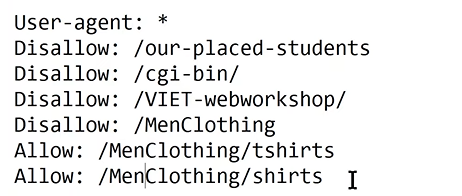 User-agent: *
Disallow: /our-placed-students
Disallow: /cgi-bin/
Disallow: /VIET-webworkshop/
Disallow: /MenClothing
Allow: /MenClothing/tshirts
Allow: /MenClothing/shirts